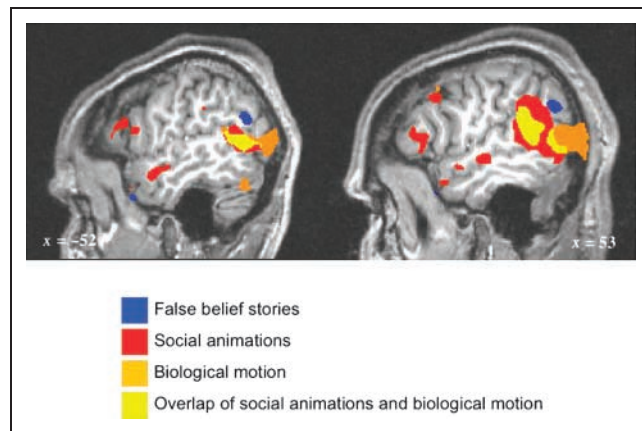 x = –52
x = 53
False belief stories
Social animations
Biological motion
Overlap of social animations and biological motion